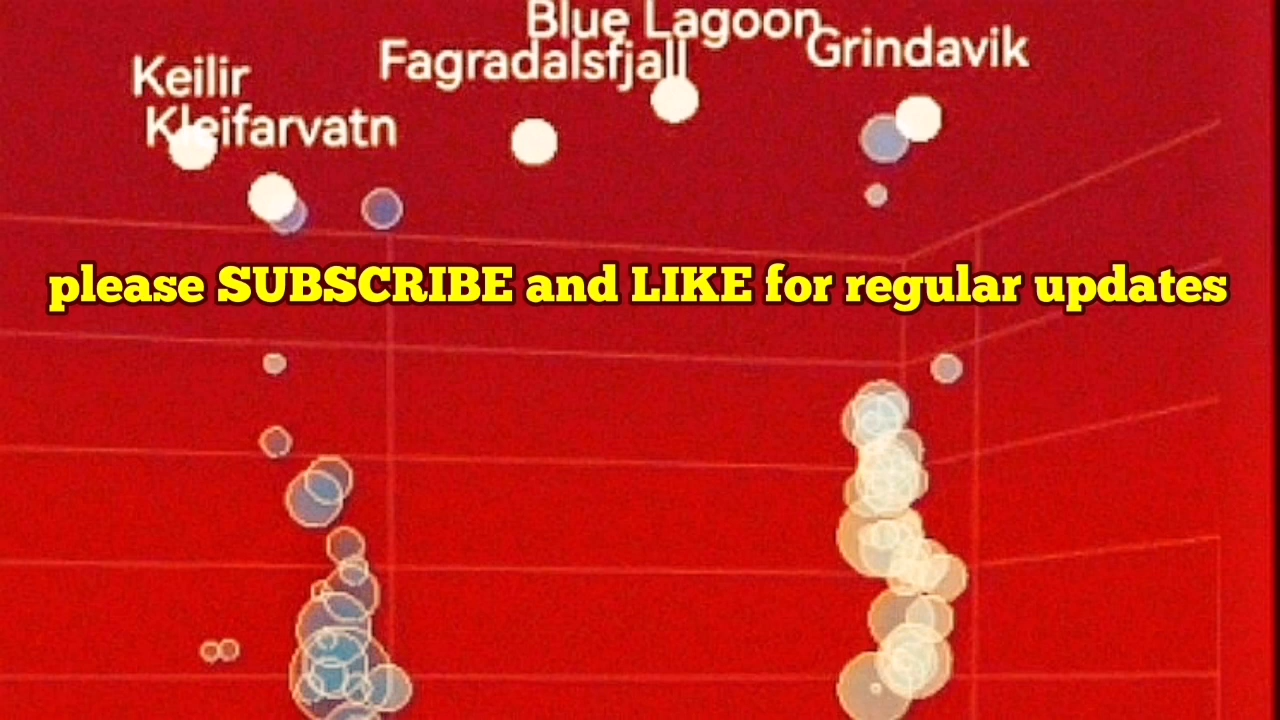 Blue Lagoon
Grindavik
Fagradalsfjall
Keilir
Kleifarvatn
please SUBSCRIBE and LIKE for regular updates